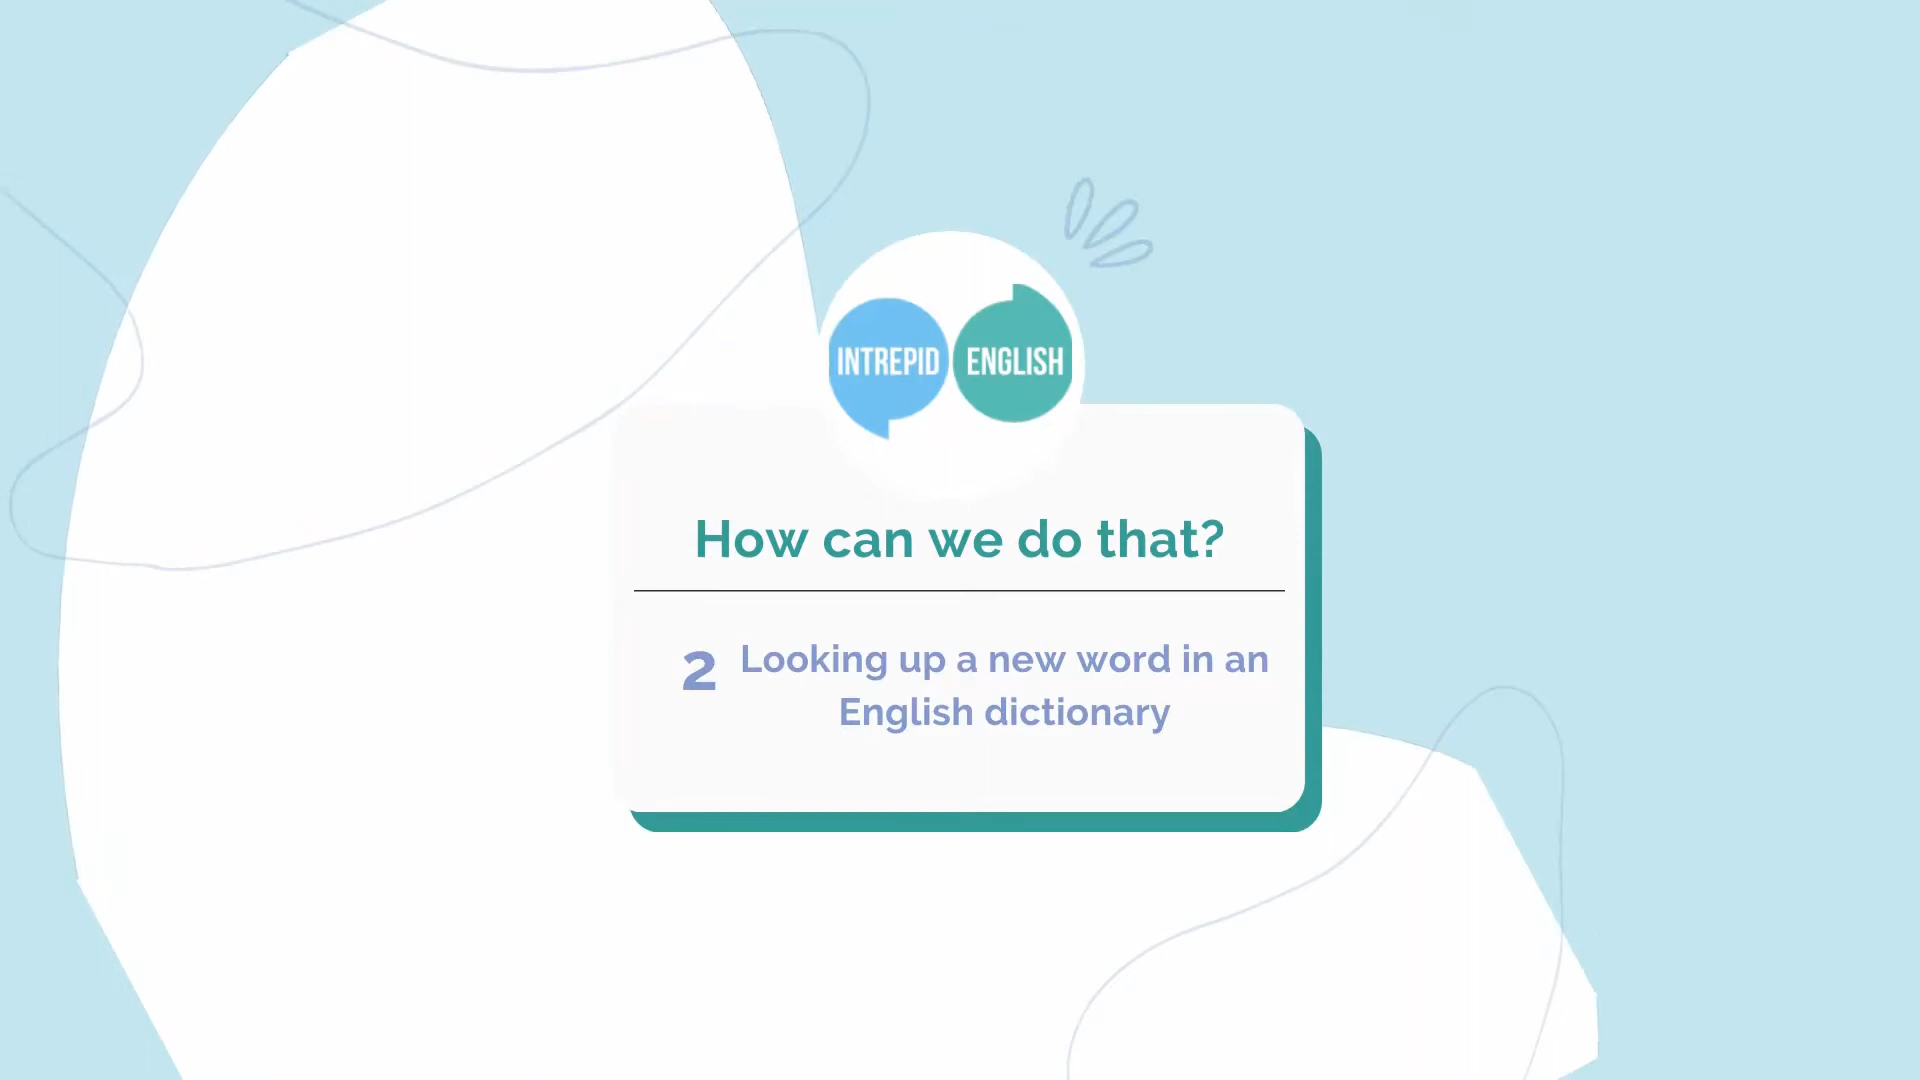 INTREPID ENGLISH
How can we do that?
2 Looking up a new word in an
English dictionary